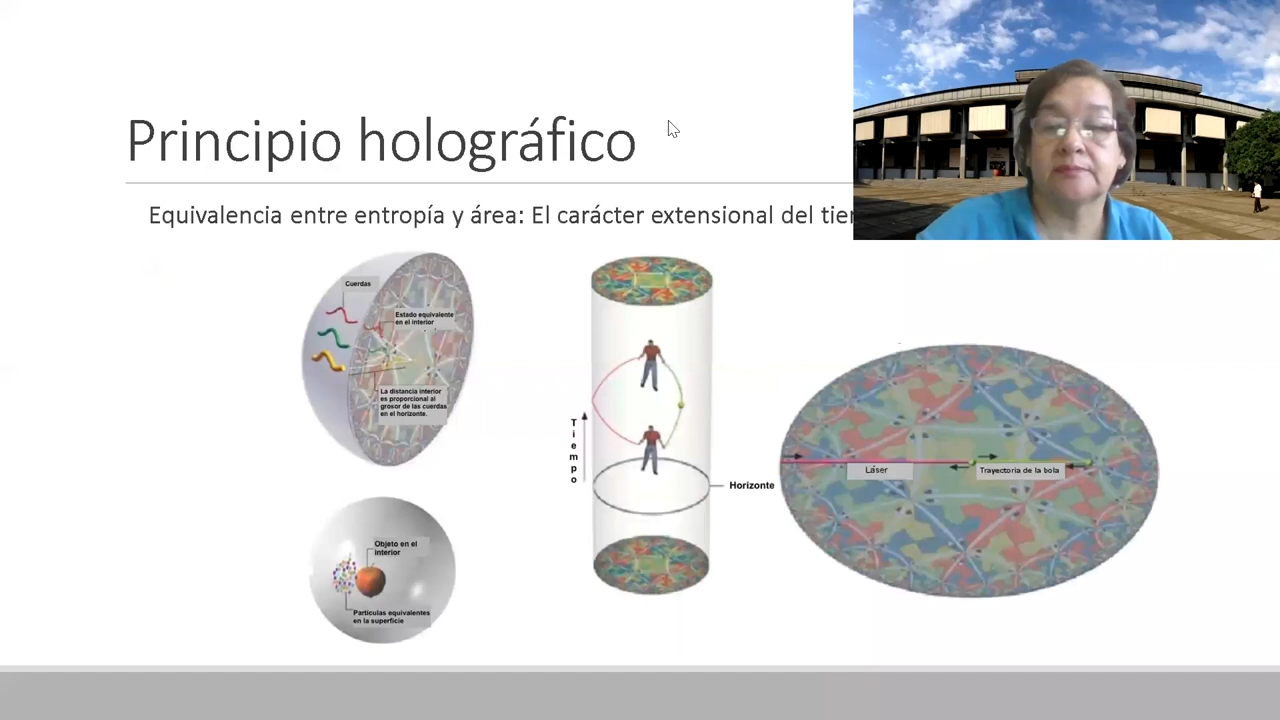 Principio holográfico
Equivalencia entre entropía y área: El carácter extensional del
Cuerdas
Estado equivalente
en el interior
La distancia interior
es proporcional al
grosor de las cuerdas
en el horizonte.
Objeto en el
interior
Partículas equivalentes
en la superficie
Tiempo
Horizonte
Láser
Trayectoria de la bola